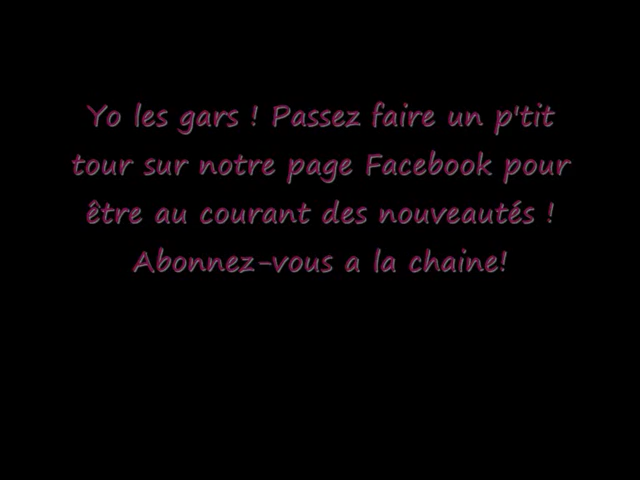 Yo les gars ! Passez faire un p'tit
tour sur notre page Facebook pour
être au courant des nouveautés !
Abonnez-vous a la chaine!